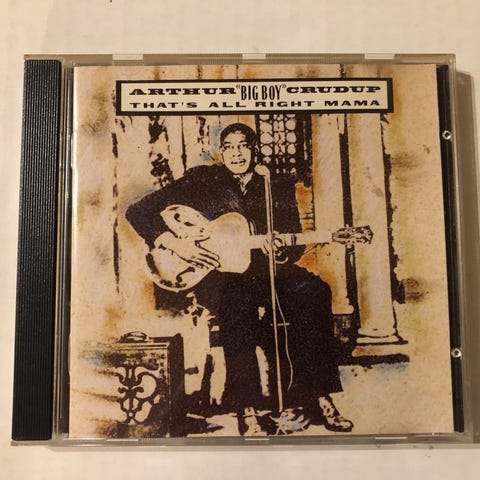 ARTHUR "BIG BOY" CRUDUP
THAT'S ALL RIGHT MAMA